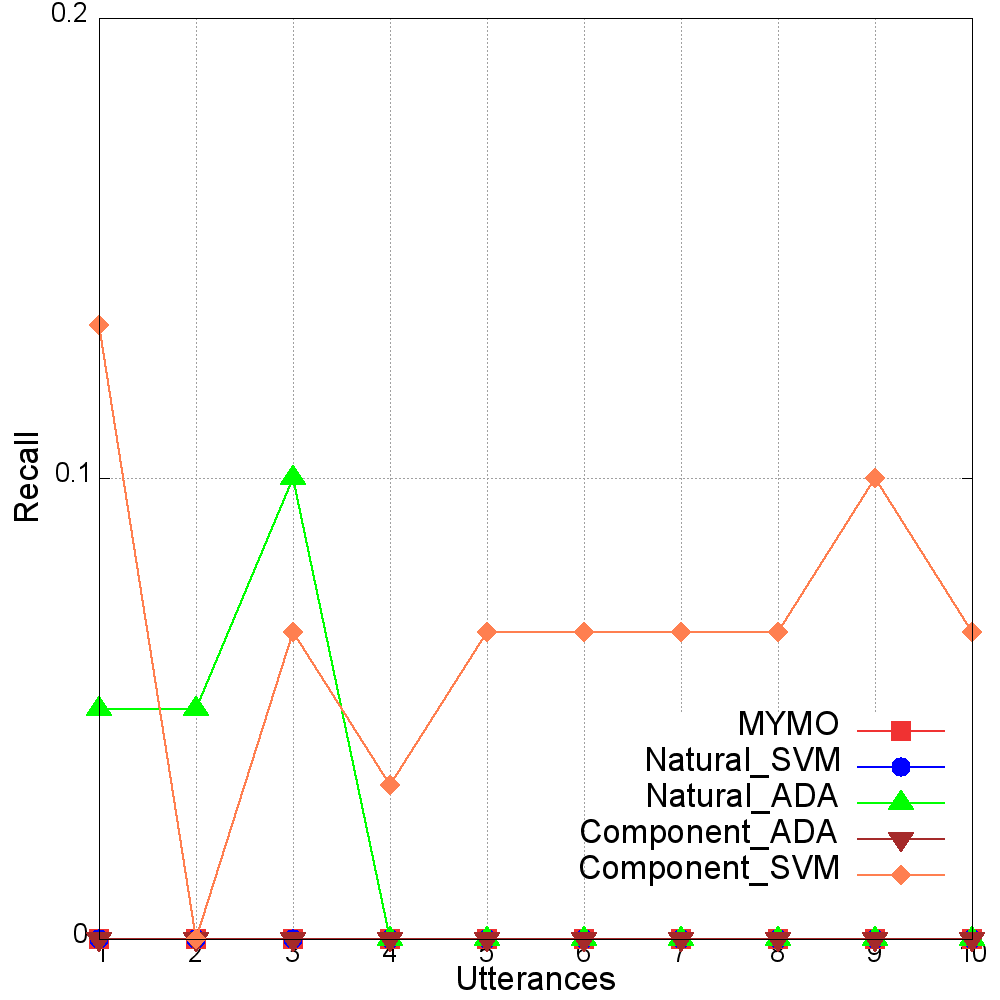 0.2
0.1
0
Recall
1 2 3 4 5 6 7 8 9 10
Utterances
MYMO
Natural_SVM
Natural_ADA
Component_ADA
Component_SVM